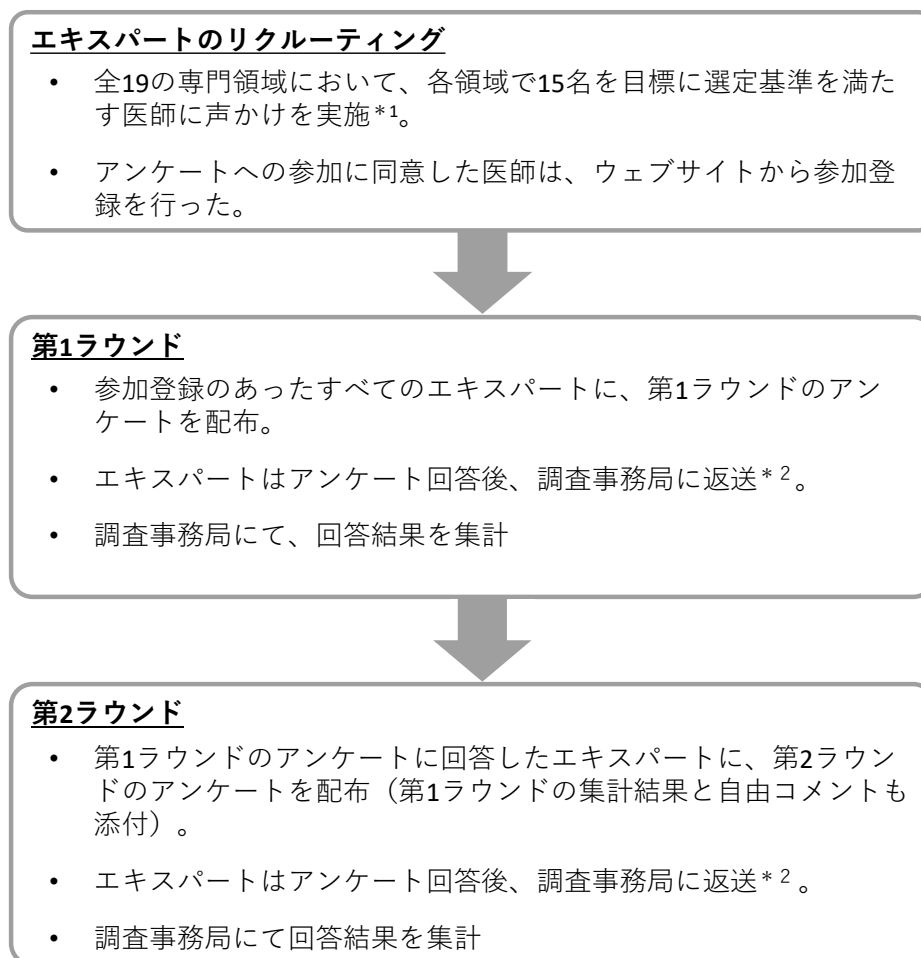 エキスパートのリクルーティング
• 全19の専門領域において、各領域で15名を目標に選定基準を満た
す医師に声かけを実施*1。
• アンケートへの参加に同意した医師は、ウェブサイトから参加登
録を行った。
第1ラウンド
• 参加登録のあったすべてのエキスパートに、第1ラウンドのアン
ケートを配布。
• エキスパートはアンケート回答後、調査事務局に返送*2。
• 調査事務局にて、回答結果を集計
第2ラウンド
• 第1ラウンドのアンケートに回答したエキスパートに、第2ラウン
ドのアンケートを配布（第1ラウンドの集計結果と自由コメントも
添付）。
• エキスパートはアンケート回答後、調査事務局に返送*2。
• 調査事務局にて回答結果を集計